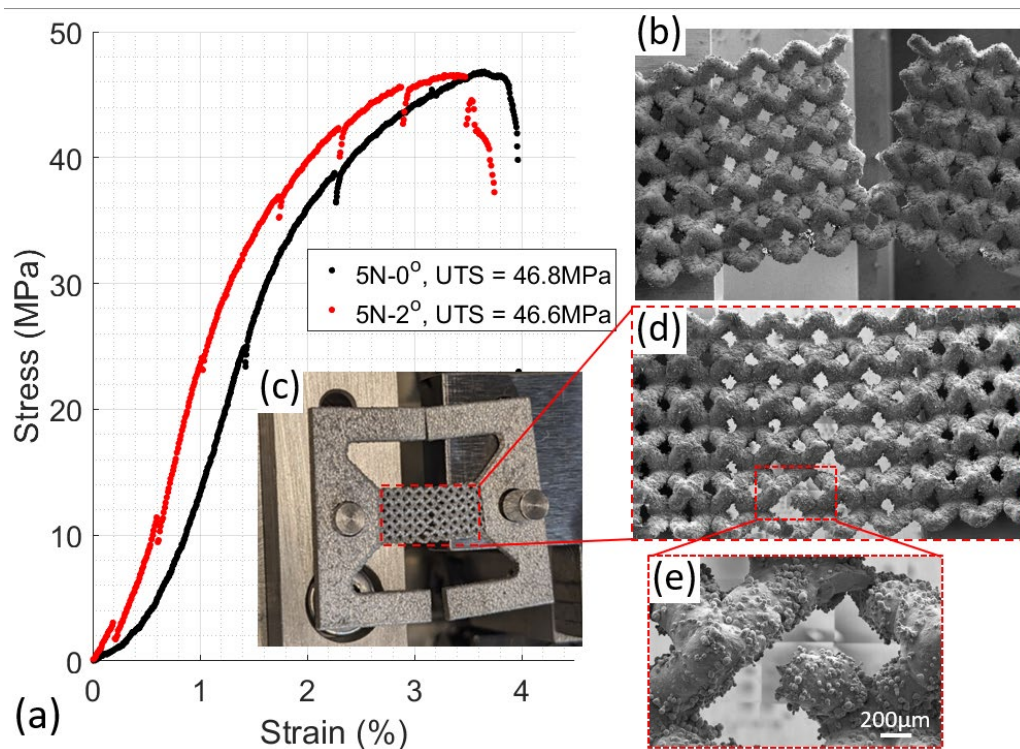 50
40
30
20
10
0
Stress (MPa)
0
1
2
3
4
Strain (%)
(a)
5N-0°, UTS = 46.8MPa
5N-2°, UTS = 46.6MPa
(c)
(b)
(d)
(e)
200μm